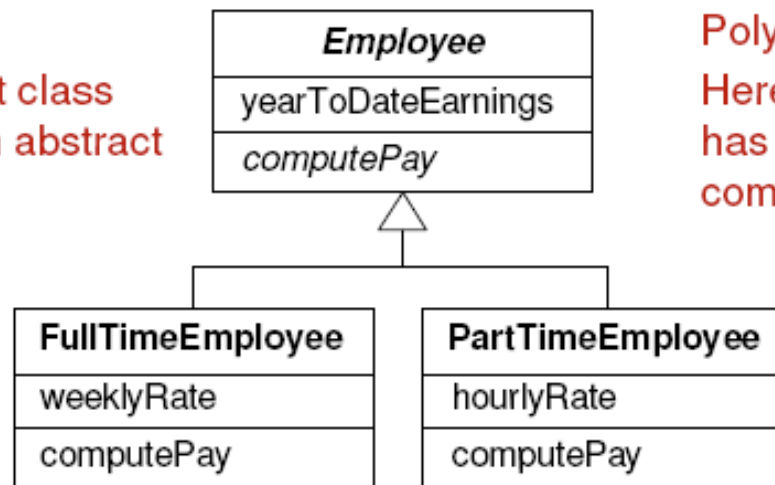 t class
abstract
Employee
yearToDateEarnings
computePay
Poly
Here
has
com
FullTimeEmployee
weeklyRate
computePay
PartTimeEmployee
hourlyRate
computePay